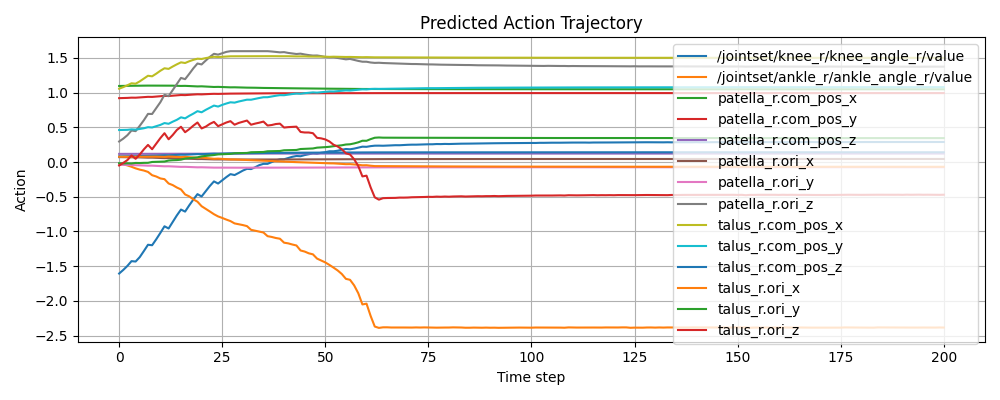 Predicted Action Trajectory
Action
1.5
1.0
0.5
0.0
−0.5
−1.0
−1.5
−2.0
−2.5
/jointset/knee_r/knee_angle_r/value
/jointset/ankle_r/ankle_angle_r/value
patella_r.com_pos_x
patella_r.com_pos_y
patella_r.com_pos_z
patella_r.ori_x
patella_r.ori_y
patella_r.ori_z
talus_r.com_pos_x
talus_r.com_pos_y
talus_r.com_pos_z
talus_r.ori_x
talus_r.ori_y
talus_r.ori_z
0 25 50 75 100 125 150 175 200
Time step